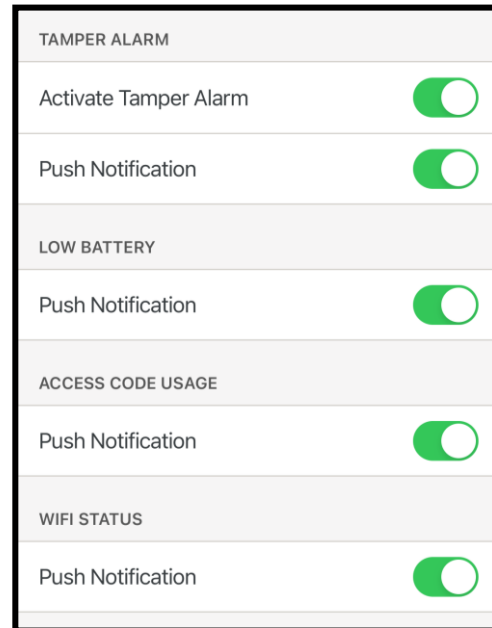 TAMPER ALARM
Activate Tamper Alarm
Push Notification
LOW BATTERY
Push Notification
ACCESS CODE USAGE
Push Notification
WIFI STATUS
Push Notification